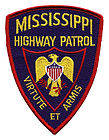 MISSISSIPPI
HIGHWAY PATROL
VIRTUTE ET ARMIS